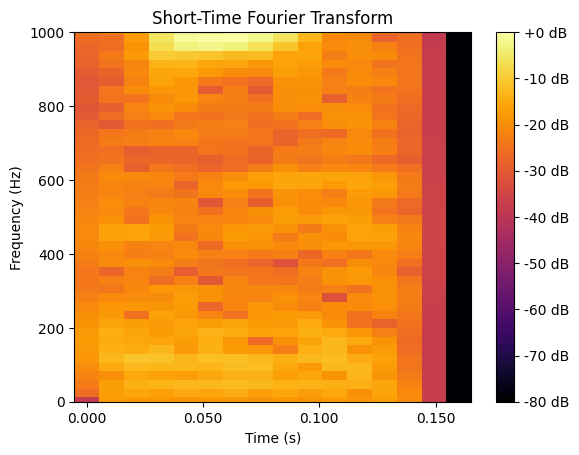 Short-Time Fourier Transform
Frequency (Hz)
1000
800
600
400
200
0
0.000
0.050
0.100
0.150
Time (s)
+0 dB
-10 dB
-20 dB
-30 dB
-40 dB
-50 dB
-60 dB
-70 dB
-80 dB